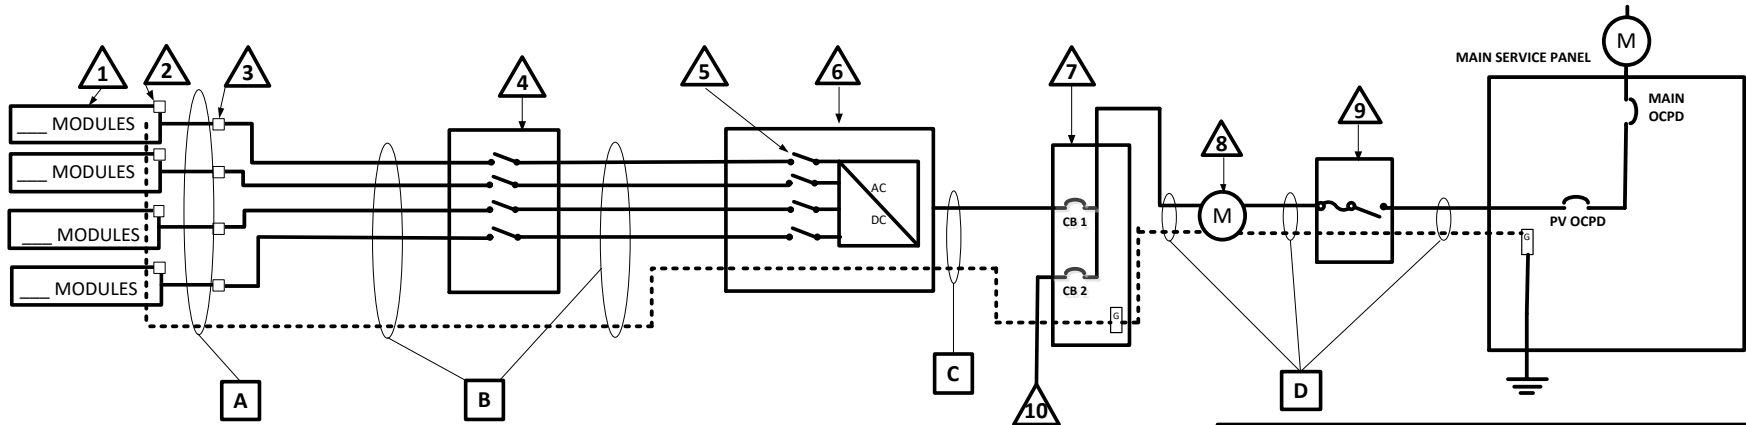 M
MAIN SERVICE PANEL
1
2
3
4
5
6
7
8
9
MAIN
OCPD
___ MODULES
___ MODULES
___ MODULES
___ MODULES
AC
DC
CB 1
M
PV OCPD
G
CB 2
G
A
B
C
10
D